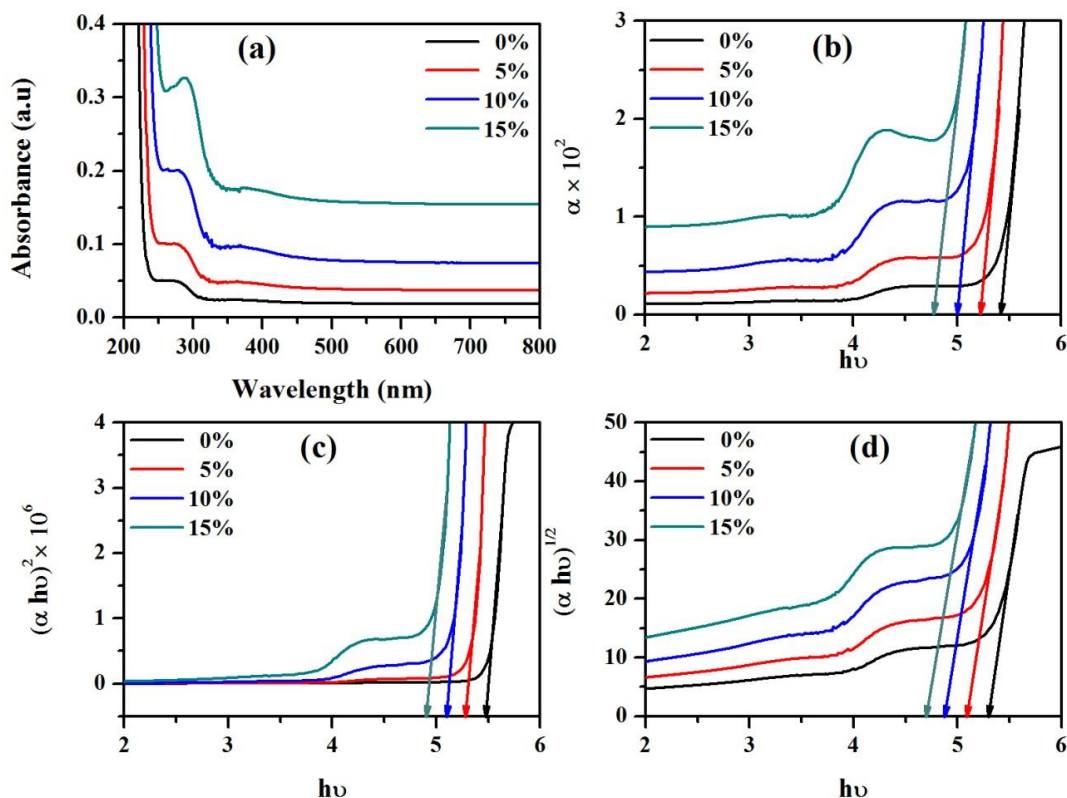 (a)
0%
5%
10%
15%
Absorbance (a.u)
0.4
0.3
0.2
0.1
0.0
200 300 400 500 600 700 800
Wavelength (nm)
(b)
0%
5%
10%
15%
α × 10²
3
2
1
0
2 3 4 5 6
hυ
(c)
0%
5%
10%
15%
(α hυ)² × 10⁶
4
3
2
1
0
2 3 4 5 6
hυ
(d)
0%
5%
10%
15%
(α hυ)^1/2
50
40
30
20
10
0
2 3 4 5 6
hυ